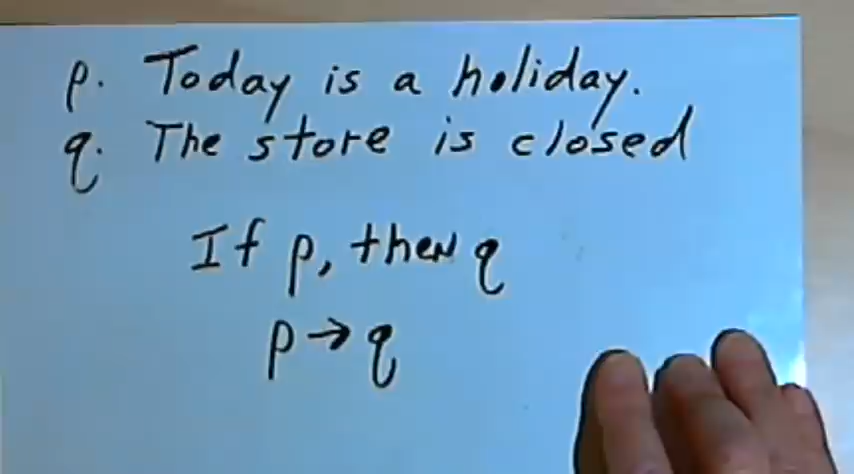 p. Today is a holiday.
q. The store is closed
If p, then q
p → q